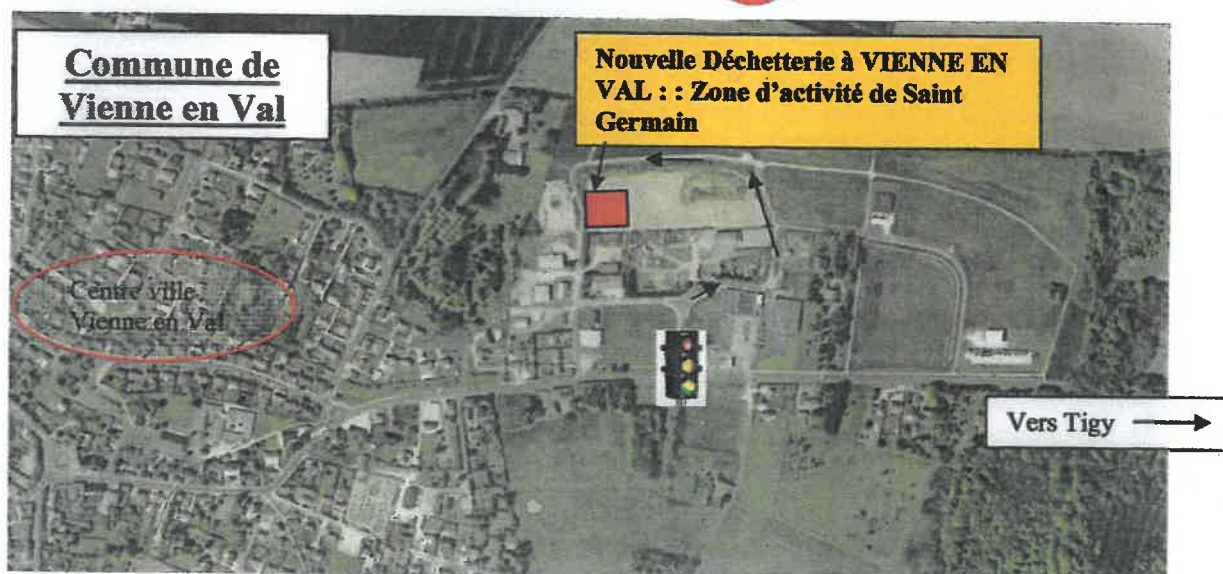 Commune de
Vienne en Val
Nouvelle Déchetterie à VIENNE EN
VAL : : Zone d'activité de Saint
Germain
Centre ville
Vienne en Val
Vers Tigy